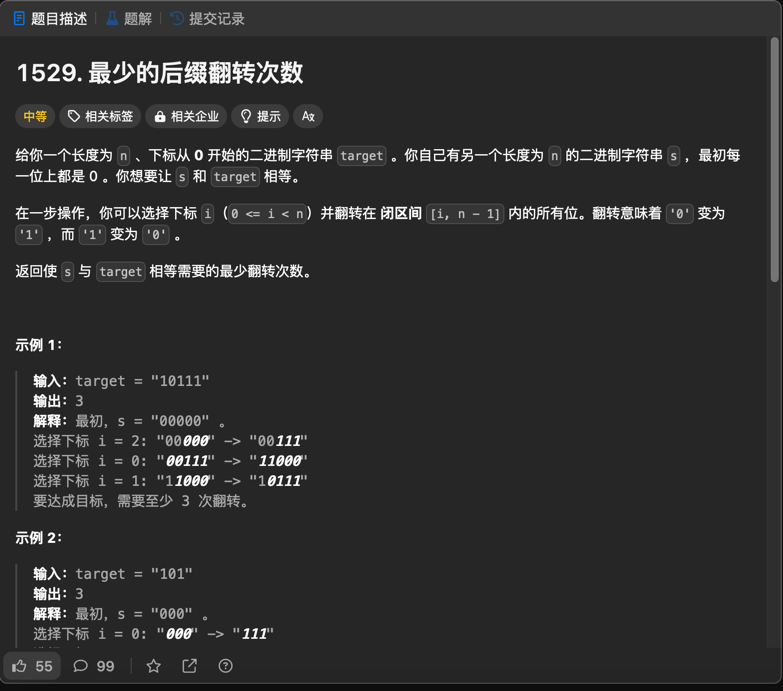 题目描述 题解 提交记录
1529. 最少的后缀翻转次数
中等 相关标签 相关企业 提示
给你一个长度为 n 、下标从 0 开始的二进制字符串 target 。你自己有另一个长度为 n 的二进制字符串 s ，最初每
一位上都是 0 。你想要让 s 和 target 相等。
在一步操作，你可以选择下标 i（0 <= i < n）并翻转在 闭区间 [i, n - 1] 内的所有位。翻转意味着 '0' 变为
'1' ，而 '1' 变为 '0' 。
返回使 s 与 target 相等需要的最少翻转次数。
示例 1：
输入：target = "10111"
输出：3
解释：最初，s = "00000" 。
选择下标 i = 2: "00000" -> "00111"
选择下标 i = 0: "00111" -> "11000"
选择下标 i = 1: "11000" -> "10111"
要达成目标，需要至少 3 次翻转。
示例 2：
输入：target = "101"
输出：3
解释：最初，s = "000" 。
选择下标 i = 0: "000" -> "111"
55 99